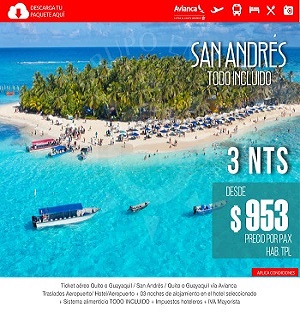 DESCARGA TU
PAQUETE AQUÍ
Avianca
SAN ANDRÉS
TODO INCLUIDO
3 NTS
DESDE
$ 953
PRECIO POR PAX
HAB. TPL
APLICA CONDICIONES
Ticket aéreo Quito o Guayaquil / San Andrés / Quito o Guayaquil vía Avianca
Traslados Aeropuerto/ Hotel/Aeropuerto + 03 noches de alojamiento en el hotel seleccionado
+ Sistema alimenticio TODO INCLUIDO + Impuestos hoteleros + IVA Mayorista